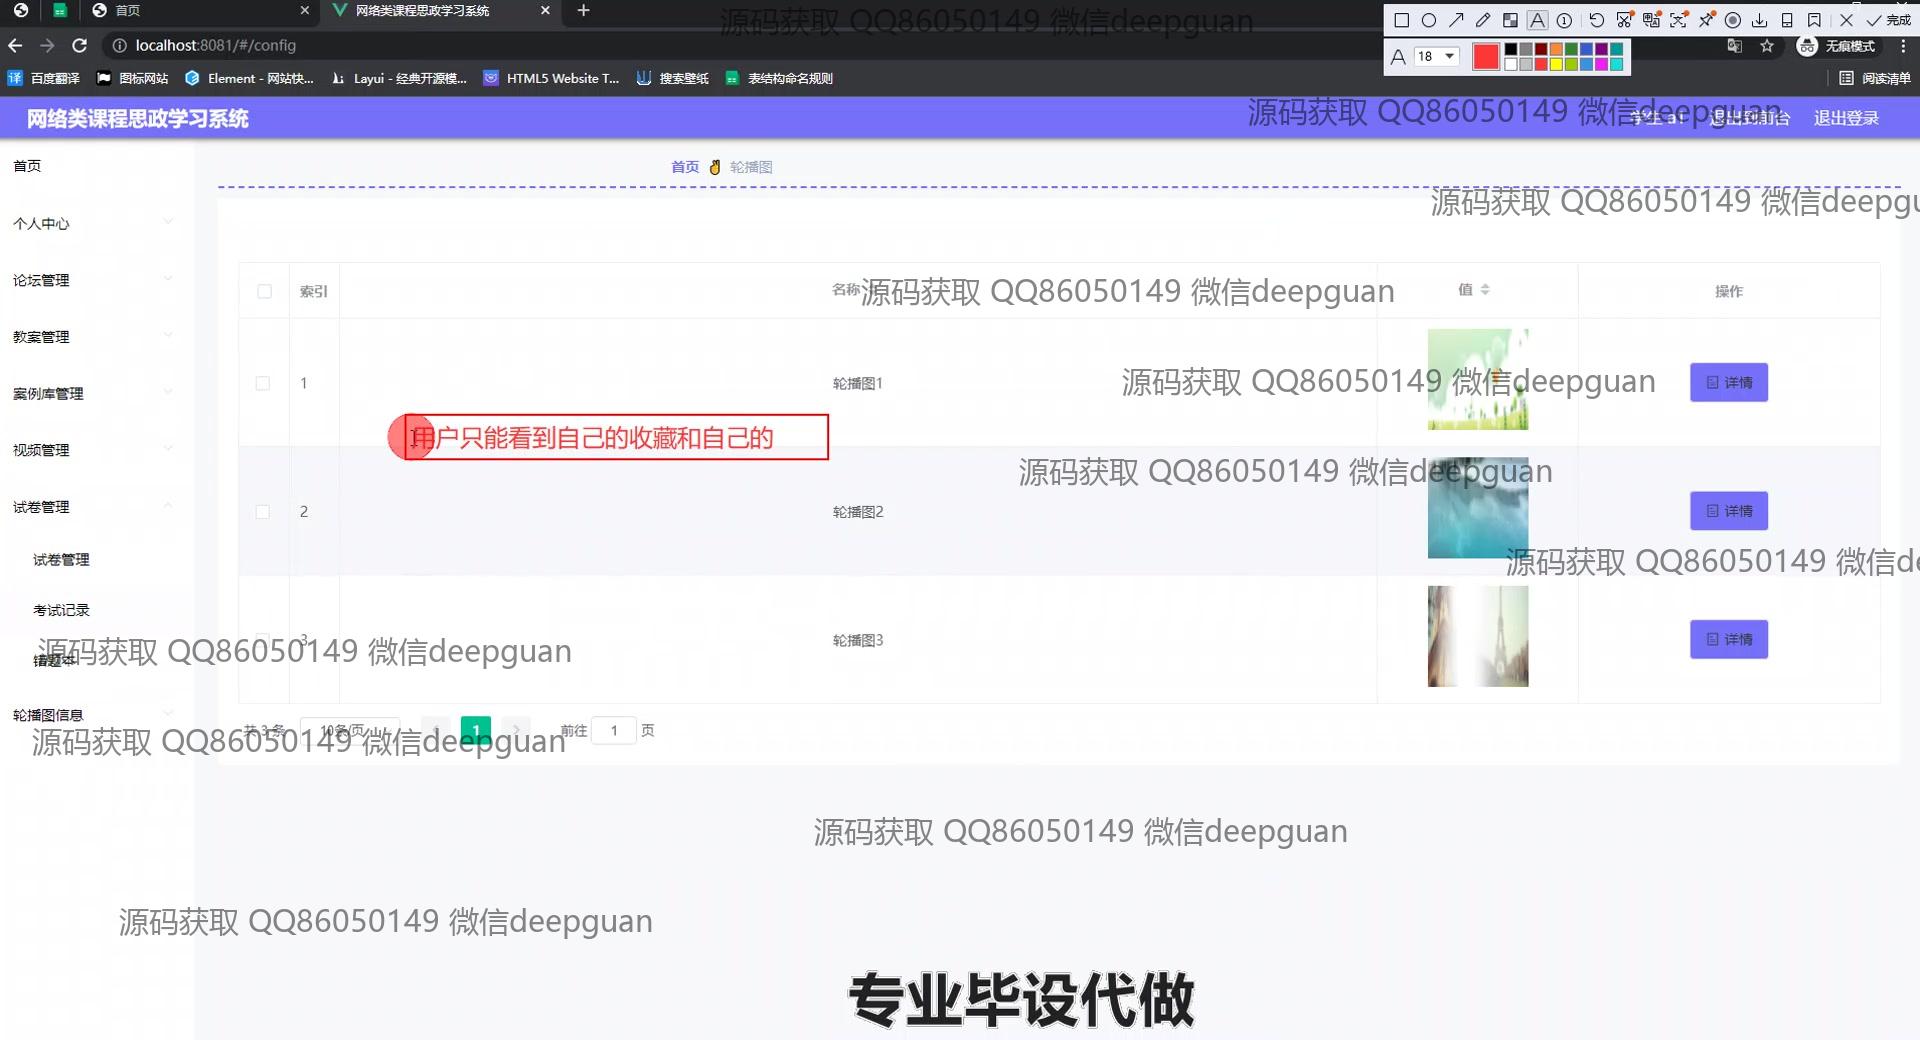 首页
网络类课程思政学习系统
源码获取 QQ86050149 微信deepguan
完成
localhost:8081/#/config
A 18
无痕模式
百度翻译 图标网站 Element - 网站快... Layui - 经典开源模... HTML5 Website T... 搜索壁纸 表结构命名规则
阅读清单
网络类课程思政学习系统
源码获取 QQ86050149 微信deepguan
退出登录
首页
首页 轮播图
源码获取 QQ86050149 微信deepgu
个人中心
论坛管理
索引 名称 值 操作
源码获取 QQ86050149 微信deepguan
教案管理
1 轮播图1 详情
源码获取 QQ86050149 微信deepguan
案例库管理
用户只能看到自己的收藏和自己的
视频管理
源码获取 QQ86050149 微信deepguan
试卷管理
2 轮播图2 详情
试卷管理
源码获取 QQ86050149 微信de
考试记录
3 轮播图3 详情
源码获取 QQ86050149 微信deepguan
错题本
轮播图信息
共 3 条 10条/页 1 前往 1 页
源码获取 QQ86050149 微信deepguan
源码获取 QQ86050149 微信deepguan
源码获取 QQ86050149 微信deepguan
专业毕设代做